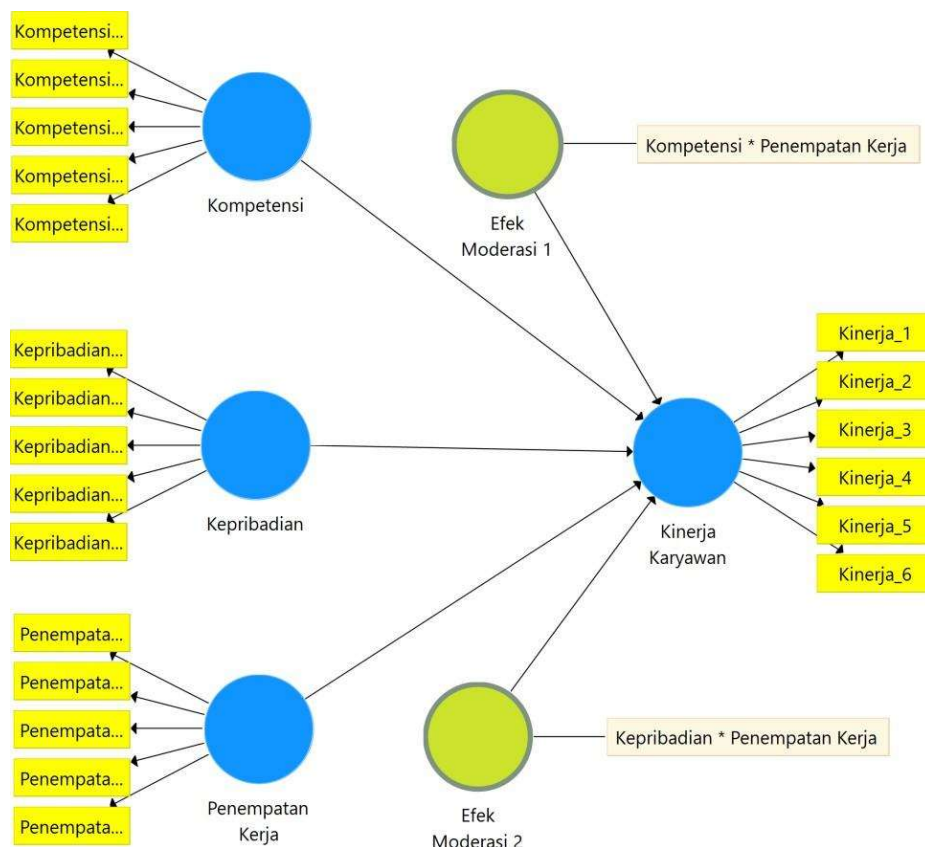 Kompetensi...
Kompetensi...
Kompetensi...
Kompetensi...
Kompetensi...
Kompetensi
Efek
Moderasi 1
Kompetensi * Penempatan Kerja
Kepribadian...
Kepribadian...
Kepribadian...
Kepribadian...
Kepribadian...
Kepribadian
Kinerja
Karyawan
Kinerja_1
Kinerja_2
Kinerja_3
Kinerja_4
Kinerja_5
Kinerja_6
Penempata...
Penempata...
Penempata...
Penempata...
Penempata...
Penempatan
Kerja
Efek
Moderasi 2
Kepribadian * Penempatan Kerja